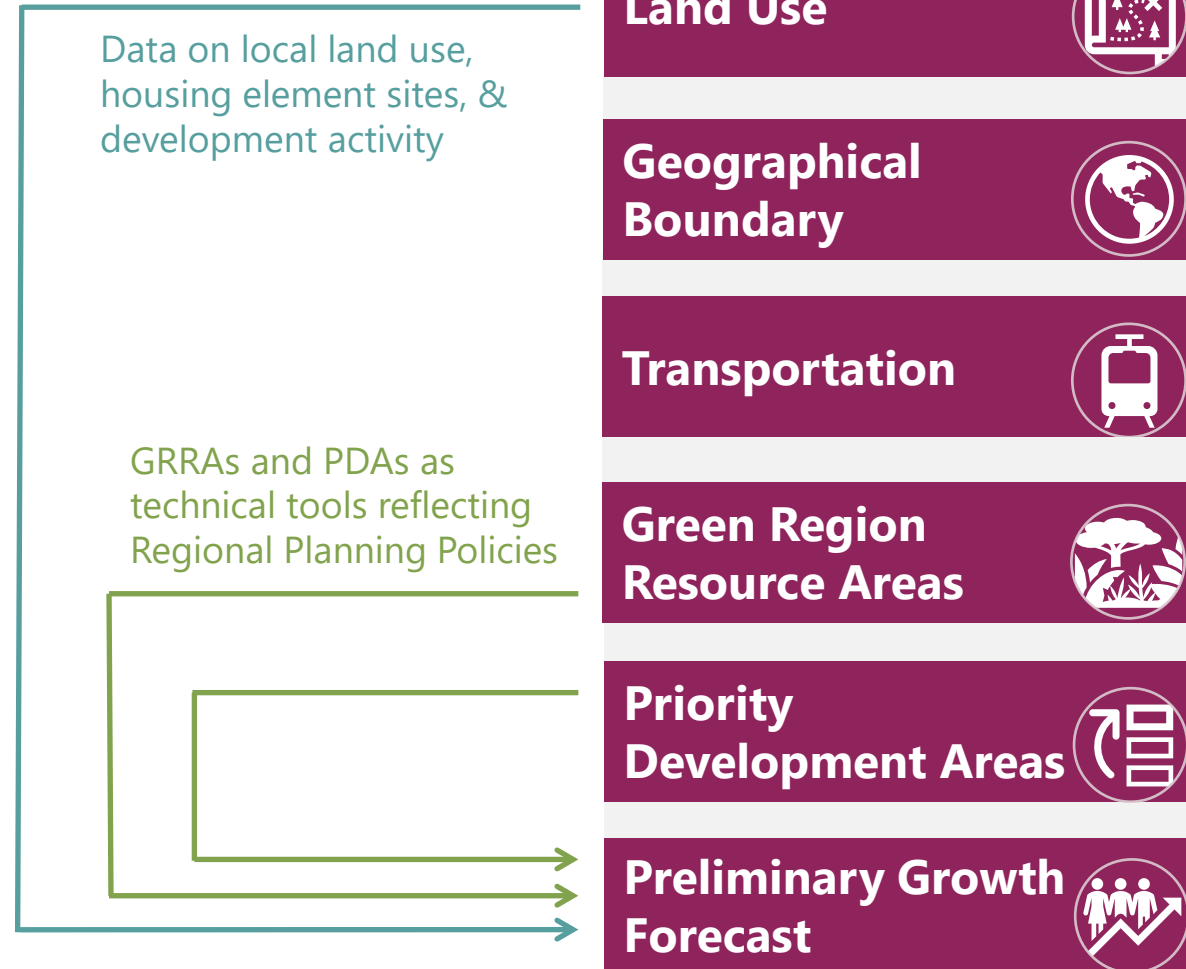 Land Use
Data on local land use,
housing element sites, &
development activity
Geographical
Boundary
Transportation
GRRAs and PDAs as
technical tools reflecting
Regional Planning Policies
Green Region
Resource Areas
Priority
Development Areas
Preliminary Growth
Forecast